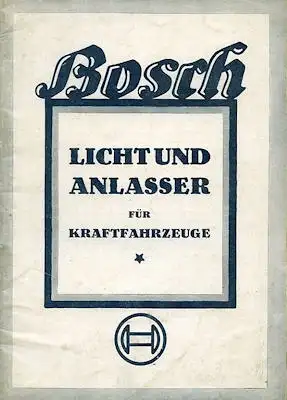 Bosch
LICHT UND
ANLASSER
FÜR
KRAFTFAHRZEUGE